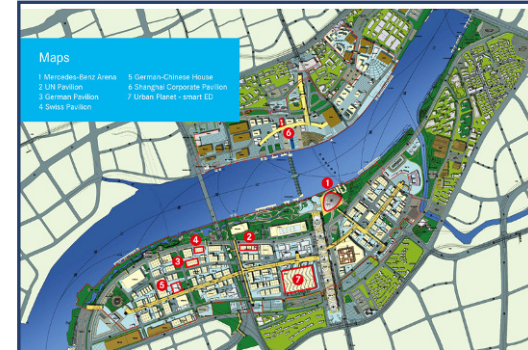 Maps
1 Mercedes-Benz Arena
2 UN Pavilion
3 German Pavilion
4 Swiss Pavilion
5 German-Chinese House
6 Shanghai Corporate Pavilion
7 Urban Planet - smart ED
6
1
4
2
3
5
7